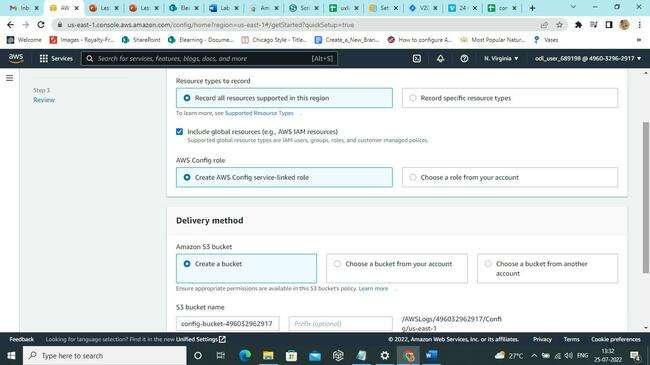 Inb
AW
Les
Les
Ele
Wel
Am
Scri
uxl
Set
V2I
24
cor
us-east-1.console.aws.amazon.com/config/home?region=us-east-1#/getStarted?quickSetup=true
Welcome
Images - Royalty-Fr...
SharePoint
Elearning - Docume...
Chicago Style - Title...
Create_a_New_Bran...
How to configure A...
Most Popular Natur...
Vases
aws
Services
Search for services, features, blogs, docs, and more
[Alt+S]
N. Virginia
odl_user_689198 @ 4960-3296-2917
Review
Resource types to record
Record all resources supported in this region
Record specific resource types
To learn more, see Supported Resource Types
Include global resources (e.g., AWS IAM resources)
Supported global resource types are IAM users, groups, roles, and customer managed policies.
AWS Config role
Create AWS Config service-linked role
Choose a role from your account
Delivery method
Amazon S3 bucket
Create a bucket
Choose a bucket from your account
Choose a bucket from another
account
Ensure appropriate permissions are available in this S3 bucket's policy. Learn more
S3 bucket name
config-bucket-496032962917
Prefix (optional)
/AWSLogs/496032962917/Confi
g/us-east-1
Feedback
Looking for language selection? Find it in the new Unified Settings
© 2022, Amazon Web Services, Inc. or its affiliates.
Privacy
Terms
Cookie preferences
Type here to search
27°C
ENG
13:32
25-07-2022